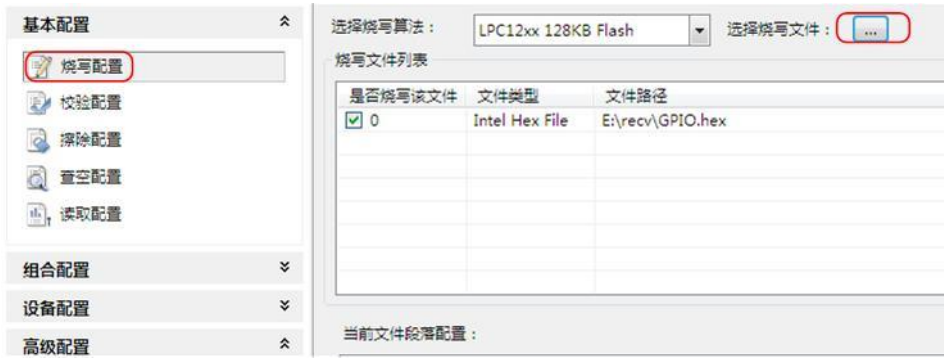 基本配置
烧写配置
校验配置
擦除配置
查空配置
读取配置
组合配置
设备配置
高级配置
选择烧写算法： LPC12xx 128KB Flash 选择烧写文件： ...
烧写文件列表
是否烧写该文件 文件类型 文件路径
0 Intel Hex File E:\recv\GPIO.hex
当前文件段落配置：